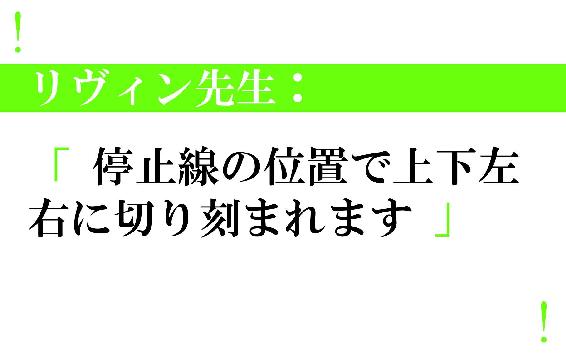 !
リヴィン先生：
「 停止線の位置で上下左
右に切り刻まれます 」
!